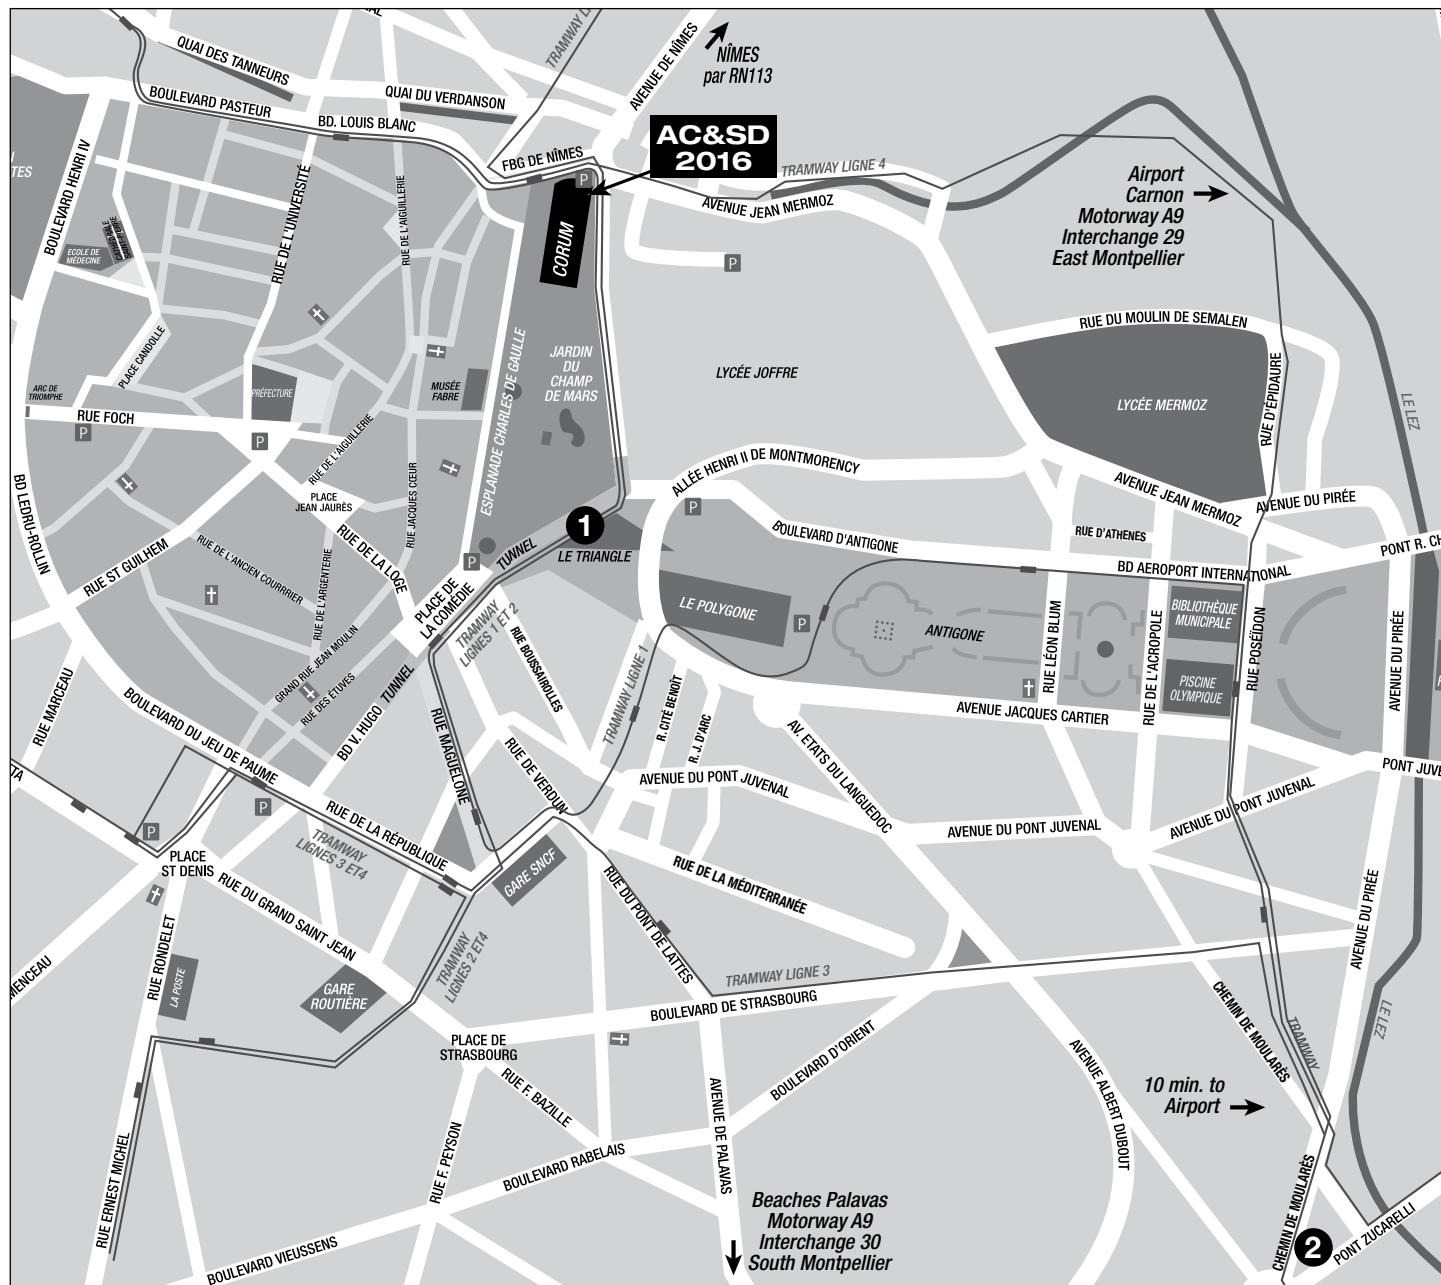 QUAI DES TANNEURS
BOULEVARD PASTEUR
QUAI DU VERDANSON
BD. LOUIS BLANC
TRAMWAY
AVENUE DE NÎMES
NÎMES
par RN113
AC&SD
2016
FBG DE NÎMES
TRAMWAY LIGNE 4
AVENUE JEAN MERMOZ
Airport
Carnon
Motorway A9
Interchange 29
East Montpellier
BOULEVARD HENRI IV
ECOLE DE
MÉDECINE
CATHÉDRALE
SAINT-PIERRE
RUE DE L'UNIVERSITÉ
RUE DE L'AIGUILLERIE
P
CORUM
P
RUE DU MOULIN DE SEMALEN
PLACE CANDOLLE
ARC DE
TRIOMPHE
PRÉFECTURE
MUSÉE
FABRE
ESPLANADE CHARLES DE GAULLE
JARDIN
DU
CHAMP
DE MARS
LYCÉE JOFFRE
LYCÉE MERMOZ
RUE D'ÉPIDAURE
LE LEZ
RUE FOCH
P
P
RUE DE L'AIGUILLERIE
RUE JACQUES CŒUR
ALLÉE HENRI II DE MONTMORENCY
AVENUE JEAN MERMOZ
AVENUE DU PIRÉE
BD LEDRU-ROLLIN
PLACE
JEAN JAURÈS
P
1
TUNNEL
LE TRIANGLE
BOULEVARD D'ANTIGONE
RUE D'ATHENES
PONT R. CH
RUE ST GUILHEM
RUE DE L'ANCIEN COURRRIER
RUE DE L'ARGENTERIE
RUE DE LA LOGE
P
BD AEROPORT INTERNATIONAL
PLACE DE
LA COMÉDIE
TRAMWAY
LIGNES 1 ET 2
RUE BOUSSAIROLLES
LE POLYGONE
P
ANTIGONE
RUE LÉON BLUM
RUE DE L'ACROPOLE
BIBLIOTHÈQUE
MUNICIPALE
RUE POSÉIDON
AVENUE DU PIRÉE
PISCINE
OLYMPIQUE
GRAND RUE JEAN MOULIN
RUE DES ÉTUVES
TUNNEL
BD V. HUGO
RUE MARCEAU
BOULEVARD DU JEU DE PAUME
RUE MAGUELONE
RUE DE VERDUN
TRAMWAY LIGNE 1
R. CITÉ BENOÎT
R. J. D'ARC
AV. ETATS DU LANGUEDOC
AVENUE JACQUES CARTIER
PONT JUVE
AVENUE DU PONT JUVENAL
AVENUE DU PONT JUVENAL
AVENUE DU PONT JUVENAL
P
P
RUE DE LA RÉPUBLIQUE
TRAMWAY
LIGNES 3 ET4
PLACE
ST DENIS
GARE SNCF
RUE DE LA MÉDITERRANÉE
RUE DU GRAND SAINT JEAN
RUE DU PONT DE LATTES
AVENUE DU PIRÉE
RUE RONDELET
LA POSTE
GARE
ROUTIÈRE
TRAMWAY
LIGNES 2 ET4
TRAMWAY LIGNE 3
BOULEVARD DE STRASBOURG
MENCEAU
CHEMIN DE MOULARÈS
TRAMWAY
LE LEZ
PLACE DE
STRASBOURG
RUE F. BAZILLE
BOULEVARD D'ORIENT
AVENUE ALBERT DUBOUT
10 min. to
Airport
RUE ERNEST MICHEL
RUE F. PEYSON
BOULEVARD RABELAIS
AVENUE DE PALAVAS
BOULEVARD VIEUSSENS
Beaches Palavas
Motorway A9
Interchange 30
South Montpellier
CHEMIN DE MOULARÈS
2
PONT ZUCARELLI